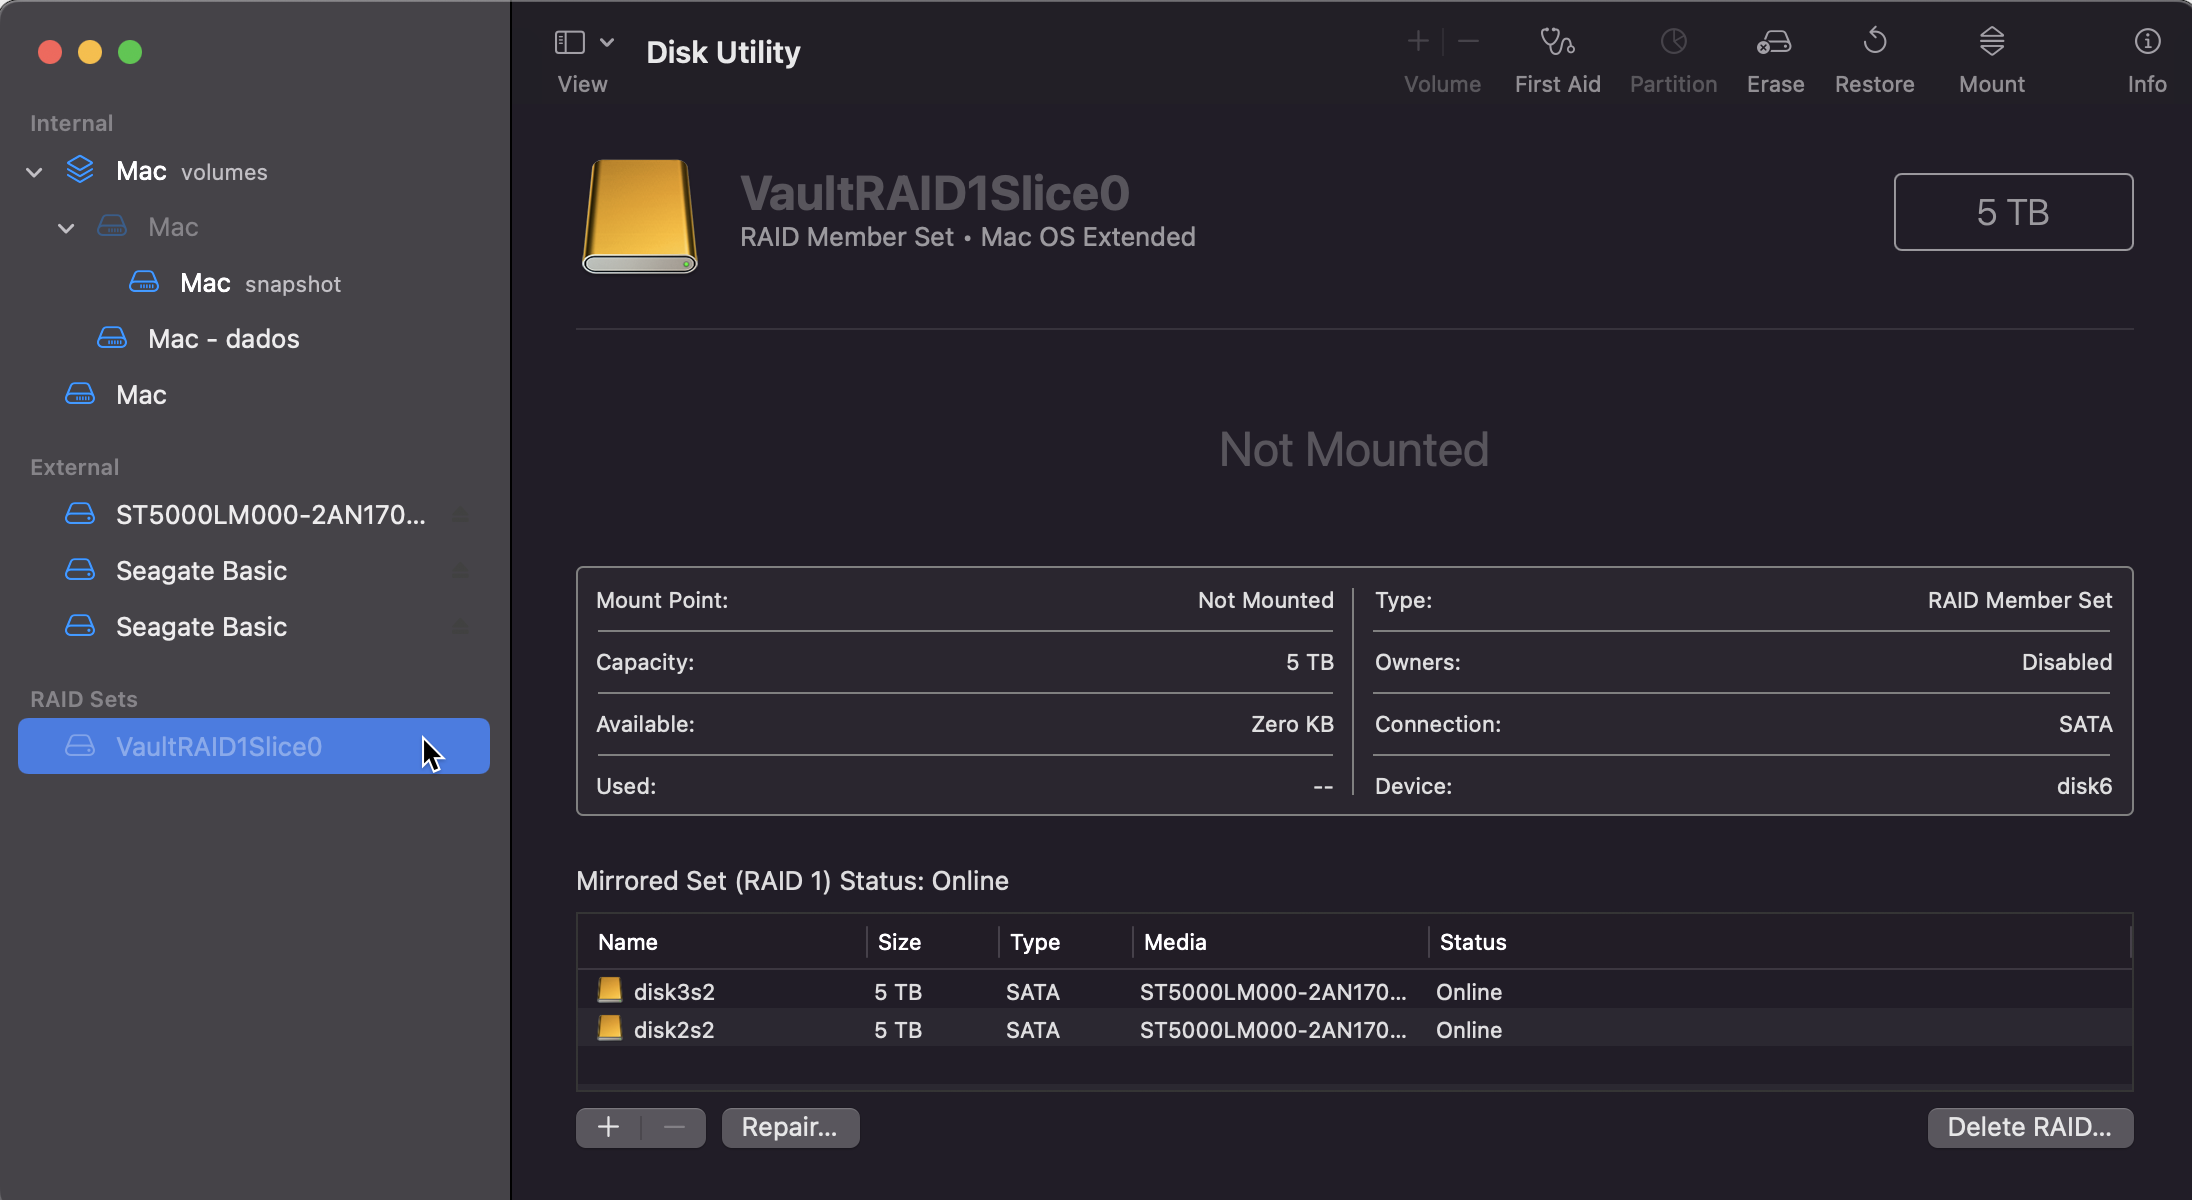 View
Disk Utility
Volume
First Aid
Partition
Erase
Restore
Mount
Info
Internal
Mac volumes
Mac
Mac snapshot
Mac - dados
Mac
External
ST5000LM000-2AN170...
Seagate Basic
Seagate Basic
RAID Sets
VaultRAID1Slice0
VaultRAID1Slice0
RAID Member Set • Mac OS Extended
5 TB
Not Mounted
Mount Point: Not Mounted
Capacity: 5 TB
Available: Zero KB
Used: --
Type: RAID Member Set
Owners: Disabled
Connection: SATA
Device: disk6
Mirrored Set (RAID 1) Status: Online
Name Size Type Media Status
disk3s2 5 TB SATA ST5000LM000-2AN170... Online
disk2s2 5 TB SATA ST5000LM000-2AN170... Online
Repair...
Delete RAID...